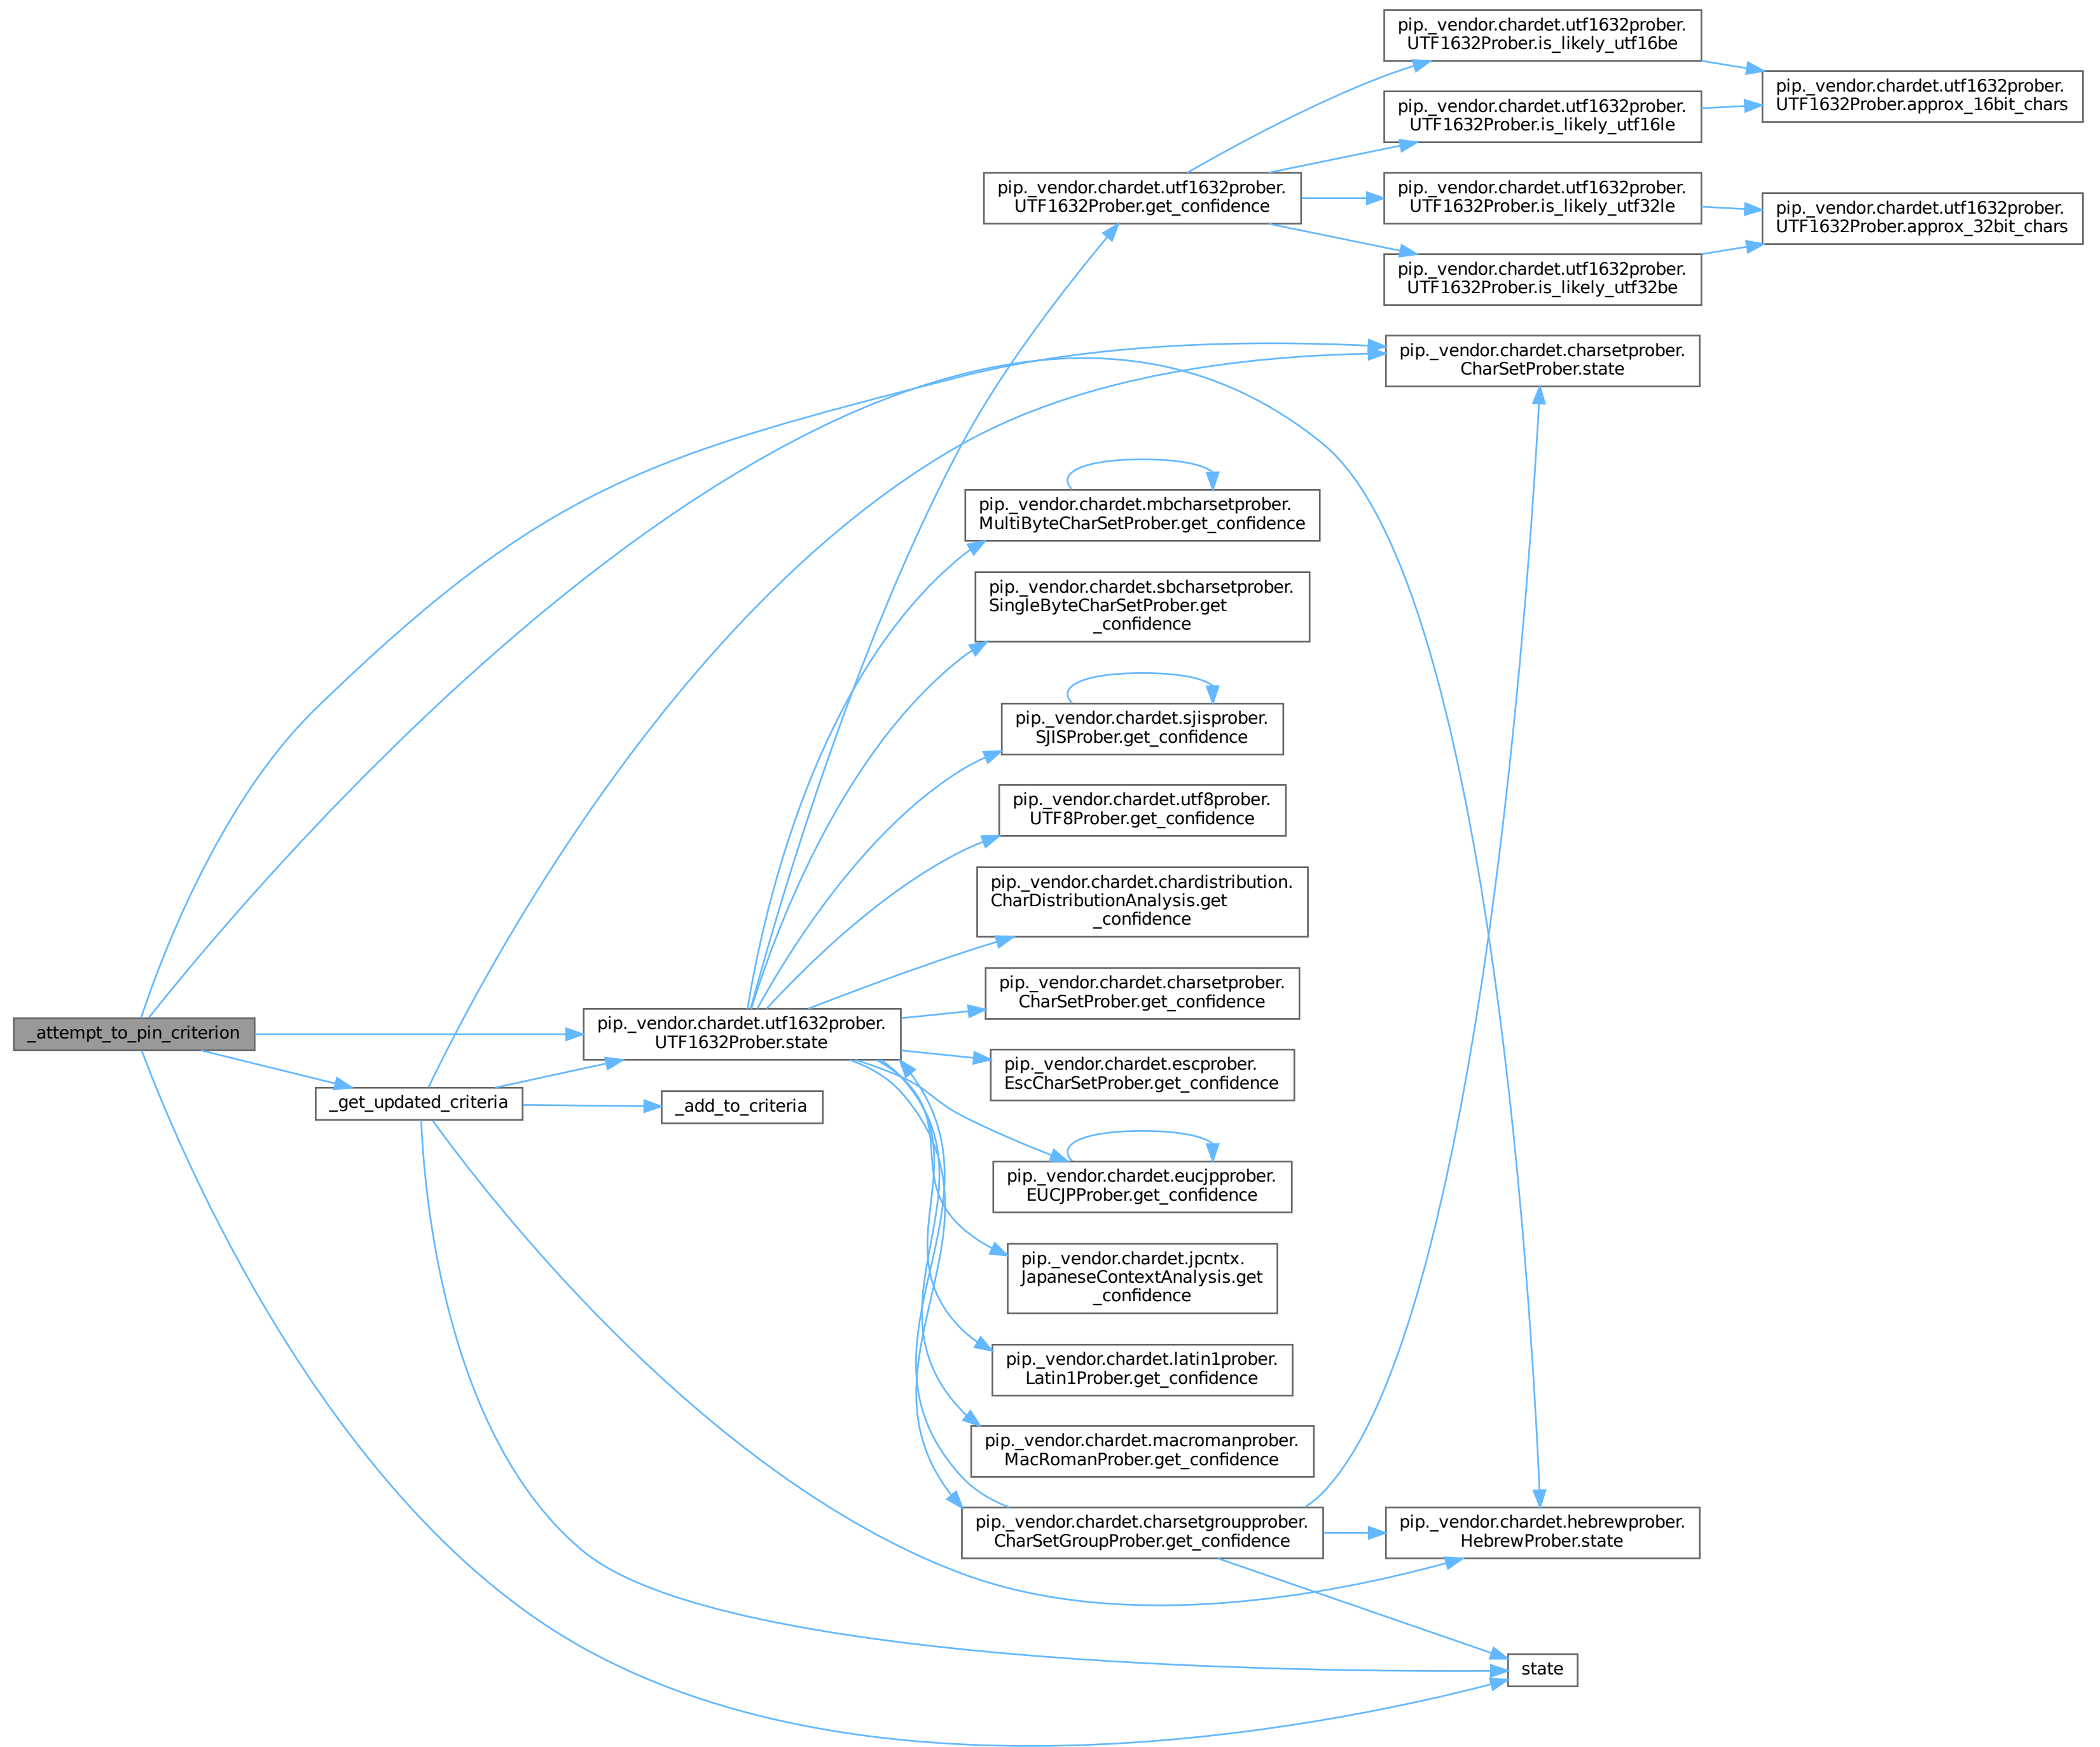 pip._vendor.chardet.utf1632prober.
UTF1632Prober.is_likely_utf16be
pip._vendor.chardet.utf1632prober.
UTF1632Prober.approx_16bit_chars
pip._vendor.chardet.utf1632prober.
UTF1632Prober.is_likely_utf16le
pip._vendor.chardet.utf1632prober.
UTF1632Prober.get_confidence
pip._vendor.chardet.utf1632prober.
UTF1632Prober.is_likely_utf32le
pip._vendor.chardet.utf1632prober.
UTF1632Prober.approx_32bit_chars
pip._vendor.chardet.utf1632prober.
UTF1632Prober.is_likely_utf32be
pip._vendor.chardet.charsetprober.
CharSetProber.state
pip._vendor.chardet.mbcharsetprober.
MultiByteCharSetProber.get_confidence
pip._vendor.chardet.sbcharsetprober.
SingleByteCharSetProber.get
_confidence
pip._vendor.chardet.sjisprober.
SJISProber.get_confidence
pip._vendor.chardet.utf8prober.
UTF8Prober.get_confidence
pip._vendor.chardet.chardistribution.
CharDistributionAnalysis.get
_confidence
pip._vendor.chardet.charsetprober.
CharSetProber.get_confidence
_attempt_to_pin_criterion
pip._vendor.chardet.utf1632prober.
UTF1632Prober.state
pip._vendor.chardet.escprober.
EscCharSetProber.get_confidence
_get_updated_criteria
_add_to_criteria
pip._vendor.chardet.eucjpprober.
EUCJPProber.get_confidence
pip._vendor.chardet.jpcntx.
JapaneseContextAnalysis.get
_confidence
pip._vendor.chardet.latin1prober.
Latin1Prober.get_confidence
pip._vendor.chardet.macromanprober.
MacRomanProber.get_confidence
pip._vendor.chardet.charsetgroupprober.
CharSetGroupProber.get_confidence
pip._vendor.chardet.hebrewprober.
HebrewProber.state
state